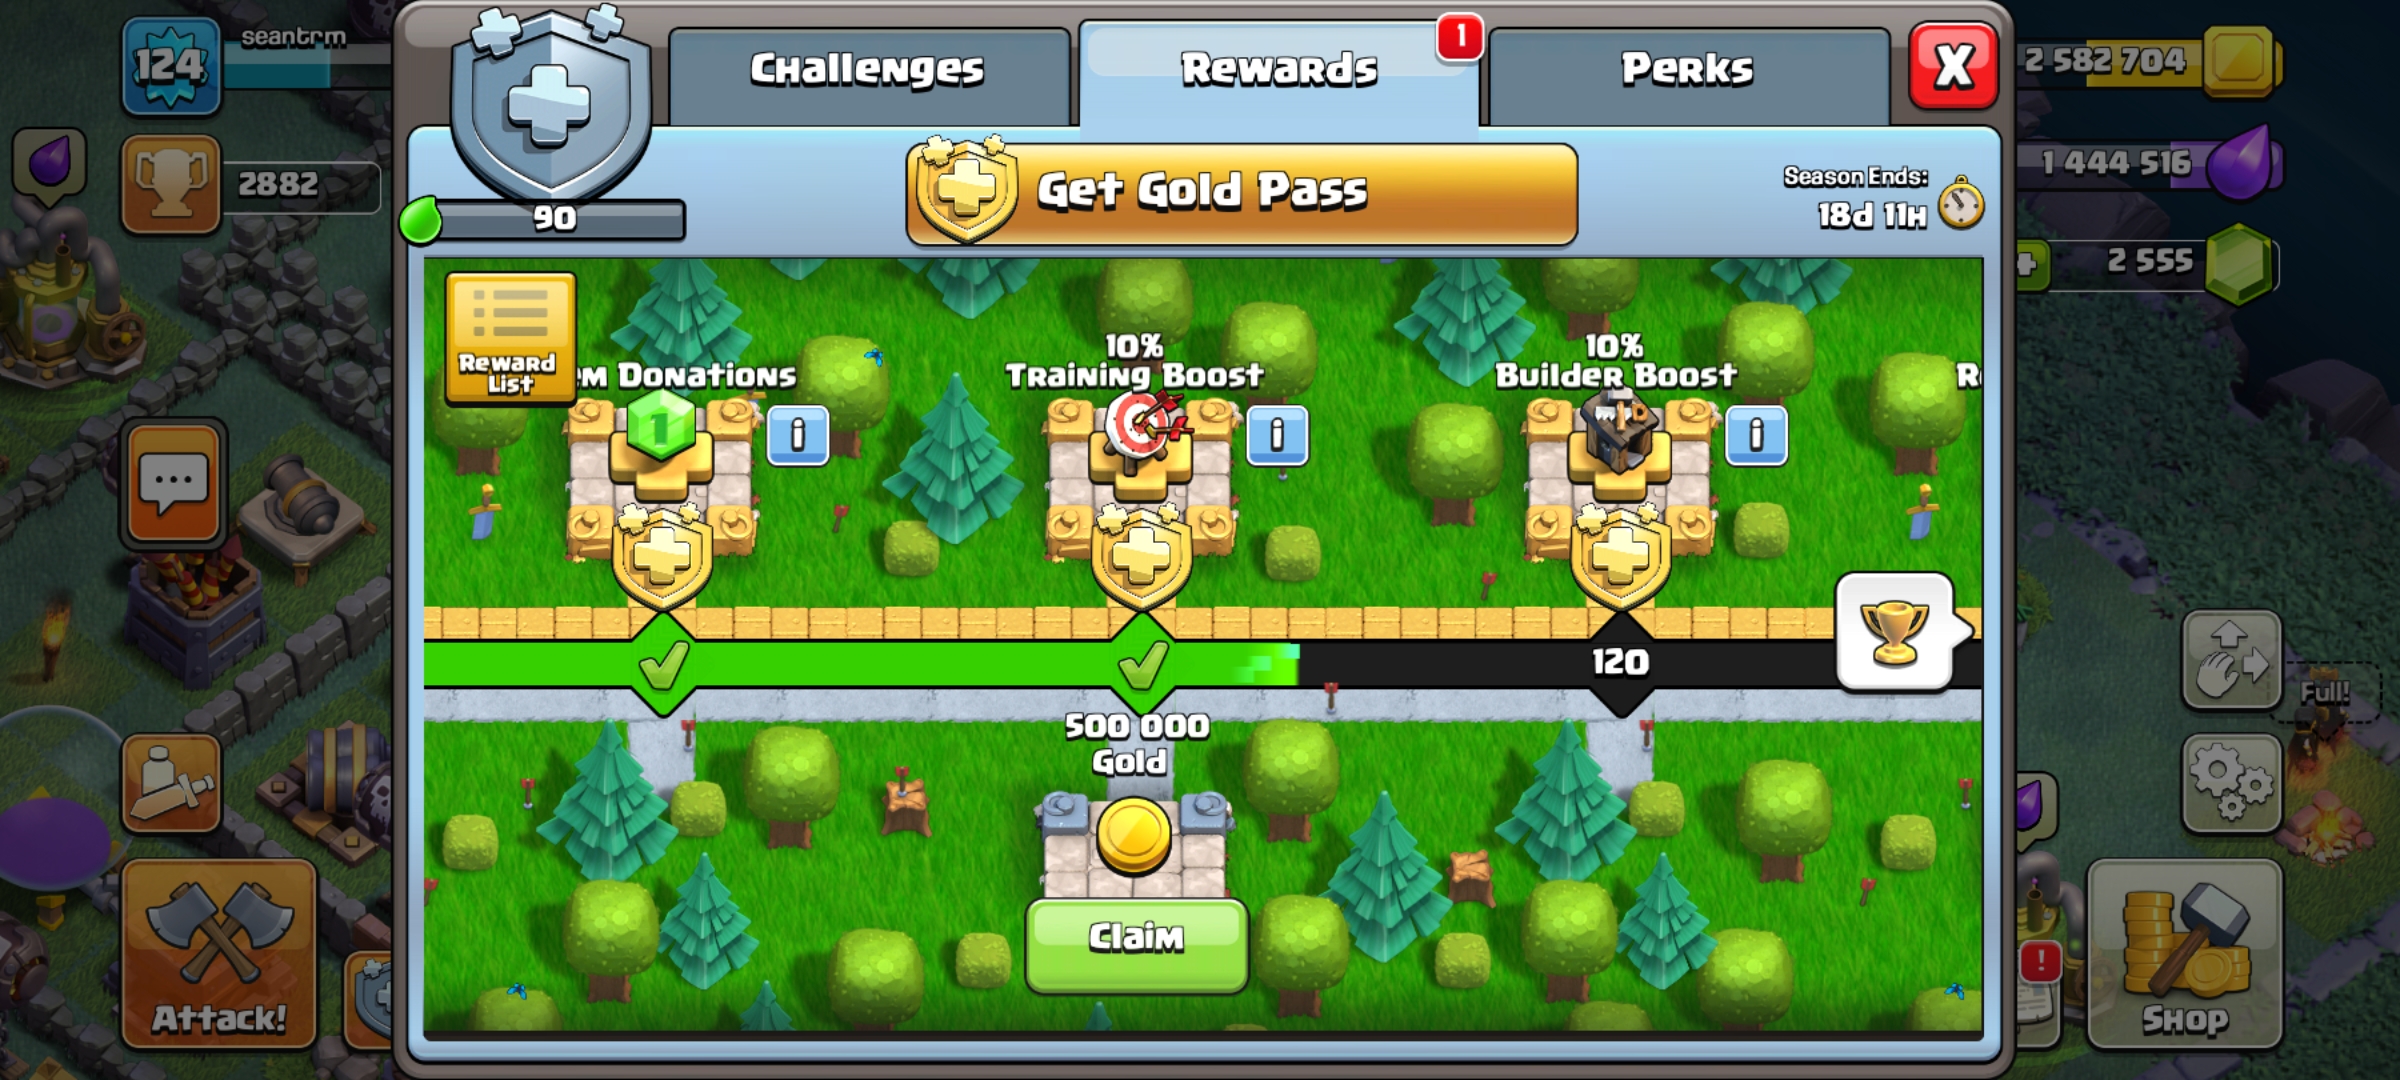 124
seantrm
2882
Challenges
Rewards
1
Perks
X
2 582 704
1 444 516
2 555
90
Get Gold Pass
Season Ends:
18d 11h
Reward
List
m Donations
1
10%
Training Boost
i
10%
Builder Boost
i
i
120
500 000
Gold
Claim
Attack!
Full!
!
Shop